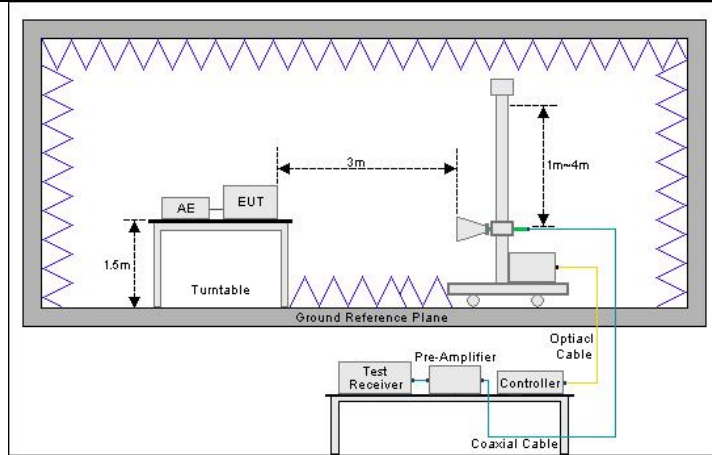 3m
1m~4m
AE
EUT
1.5m
Turntable
Ground Reference Plane
Optiacl
Cable
Pre-Amplifier
Test
Receiver
Controller
Coaxial Cable